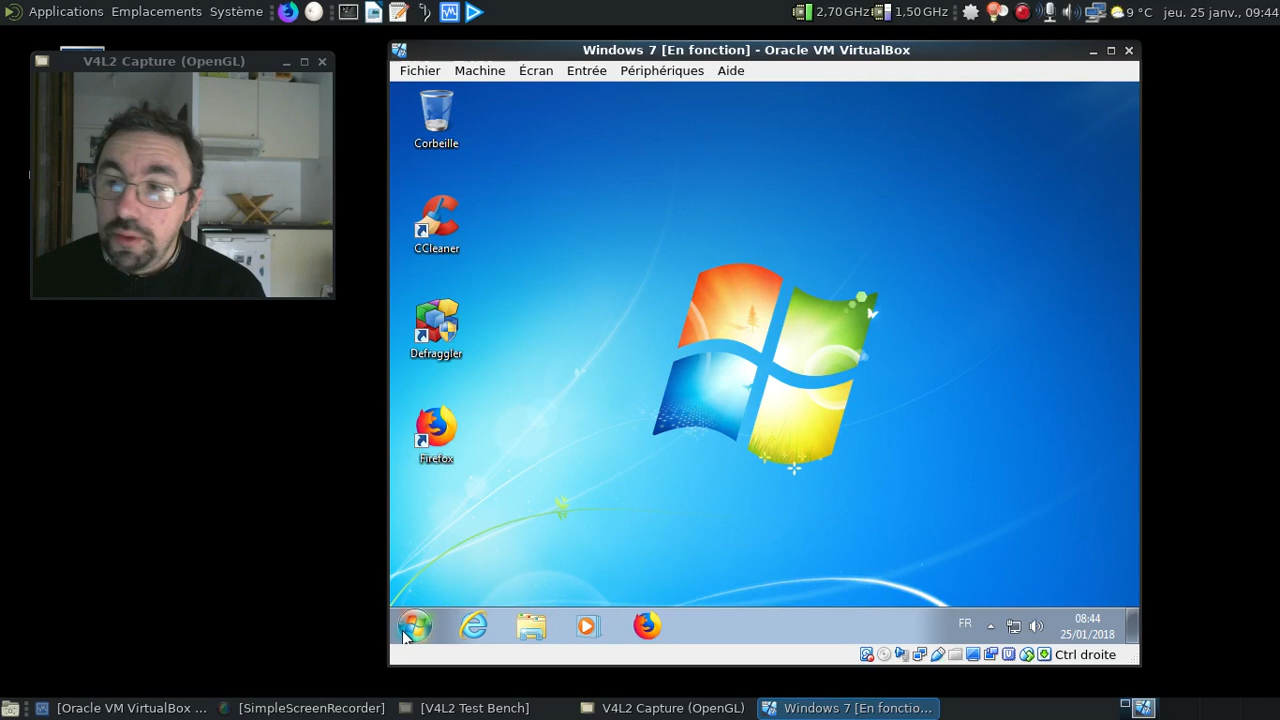 Applications Emplacements Système
2,70 GHz 1,50 GHz 9 °C jeu. 25 janv., 09:44
V4L2 Capture (OpenGL)
Windows 7 [En fonction] - Oracle VM VirtualBox
Fichier Machine Écran Entrée Périphériques Aide
Corbeille
CCleaner
Defraggler
Firefox
FR 08:44
25/01/2018
Ctrl droite
[Oracle VM VirtualBox ... [SimpleScreenRecorder] [V4L2 Test Bench] V4L2 Capture (OpenGL) Windows 7 [En fonctio...